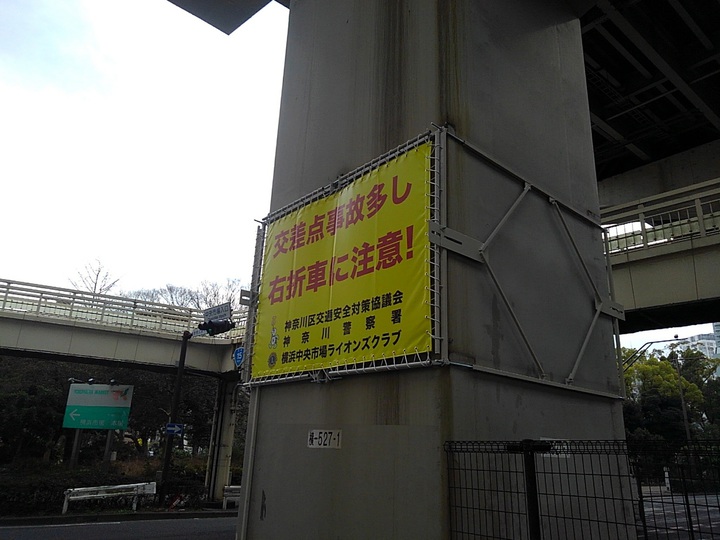 交差点事故多し
右折車に注意!
神奈川区交通安全対策協議会
神奈川警察署
横浜中央市場ライオンズクラブ
横-527-1
15